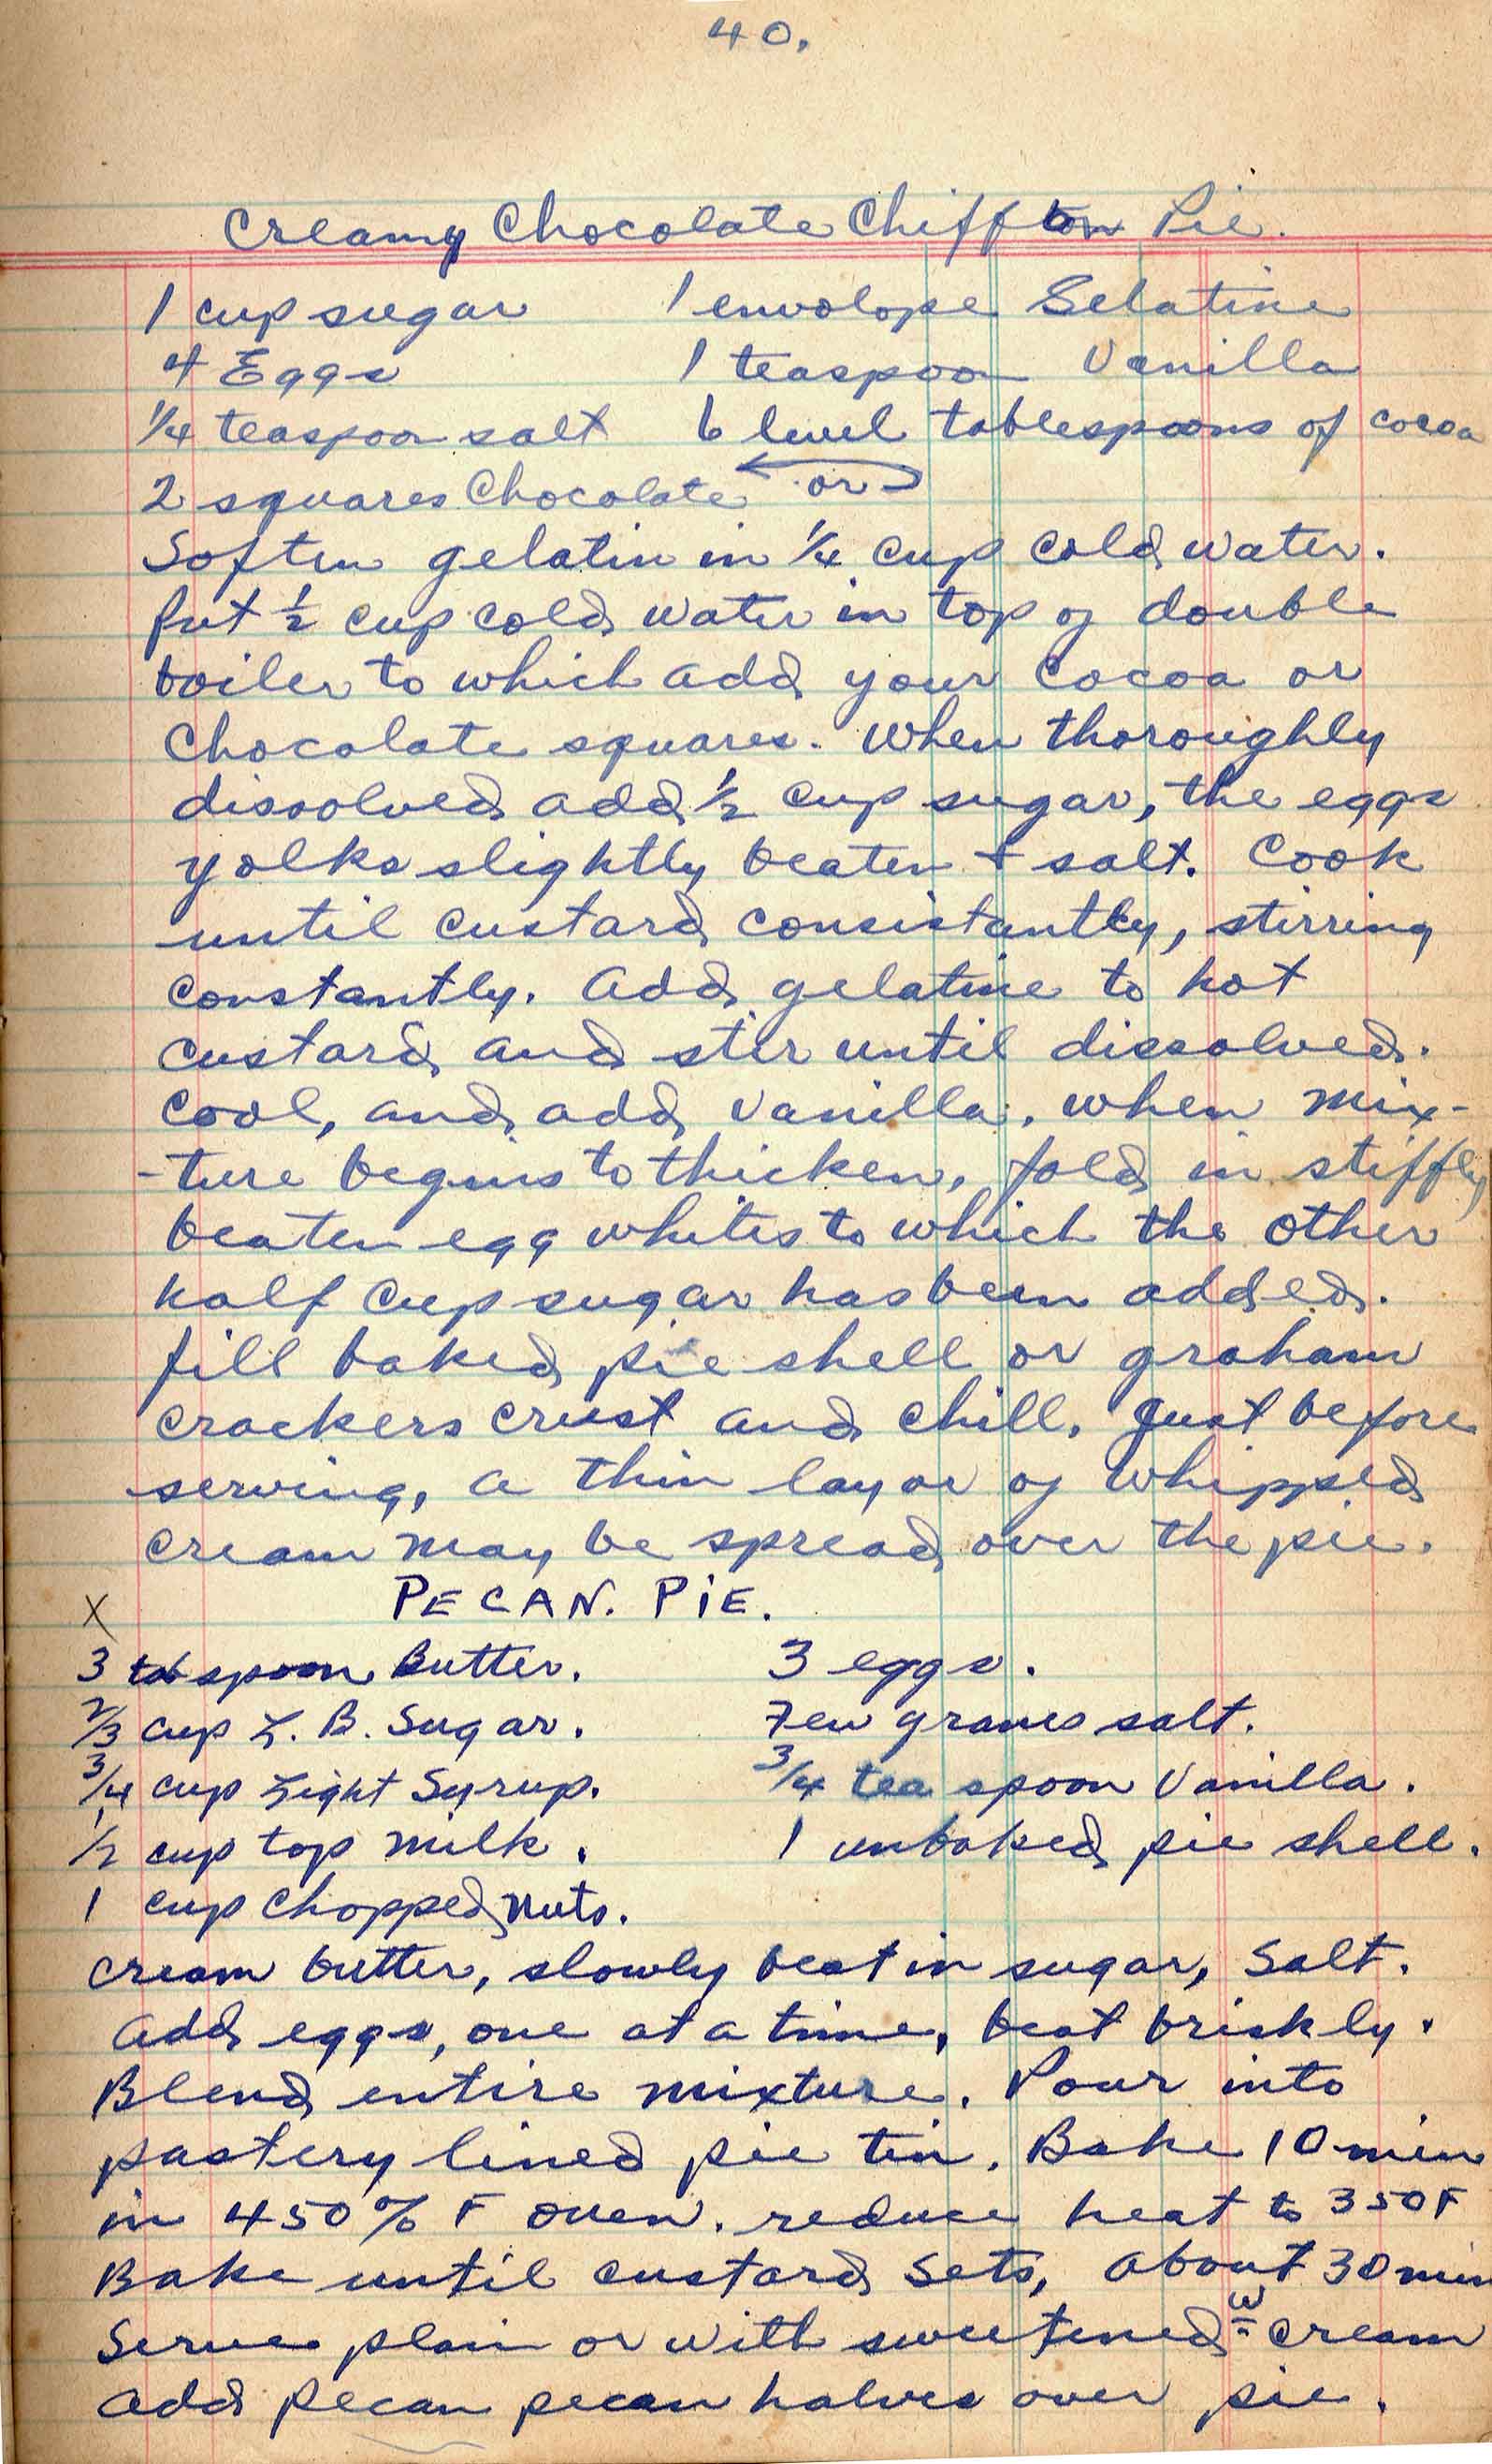 40.
Creamy Chocolate Chiffton Pie.
1 cup sugar 1 envolope Gelatine
4 Eggs 1 teaspoon Vanilla
1/4 teaspoon salt 6 level tablespoons of cocoa
2 squares Chocolate or
Soften gelatin in 1/4 cup cold water.
Put 1/2 cup cold water in top of double
boiler to which add your Cocoa or
Chocolate squares. When thoroughly
dissolved add 1/2 cup sugar, the eggs
yolks slightly beaten + salt. Cook
until custard consistantly, stirring
constantly. Add gelatine to hot
custard and stir until dissolved.
Cool, and add vanilla. when mix-
-ture begins to thicken, fold in stiffly
beaten egg whites to which the other
half cup sugar has been added.
fill baked pie shell or graham
crackers crust and chill. Just before
serving, a thin layor of whipped
cream may be spread over the pie.
X PECAN. PIE.
3 tabspoon Butter. 3 eggs.
2/3 cup L. B. Sugar. Few granes salt.
3/4 cup Light Syrup. 3/4 tea spoon Vanilla.
1/2 cup top milk. 1 unbaked pie shell.
1 cup Chopped Nuts.
Cream butter, slowly beat in sugar, Salt.
Add eggs, one at a time, beat briskly.
Blend entire mixture. Pour into
pastery lined pie tin. Bake 10 min
in 450% F oven. reduce heat to 350 F
Bake until custard Sets, about 30 min
Serve plain or with sweetened w cream
add Pecan pecan halves over pie.